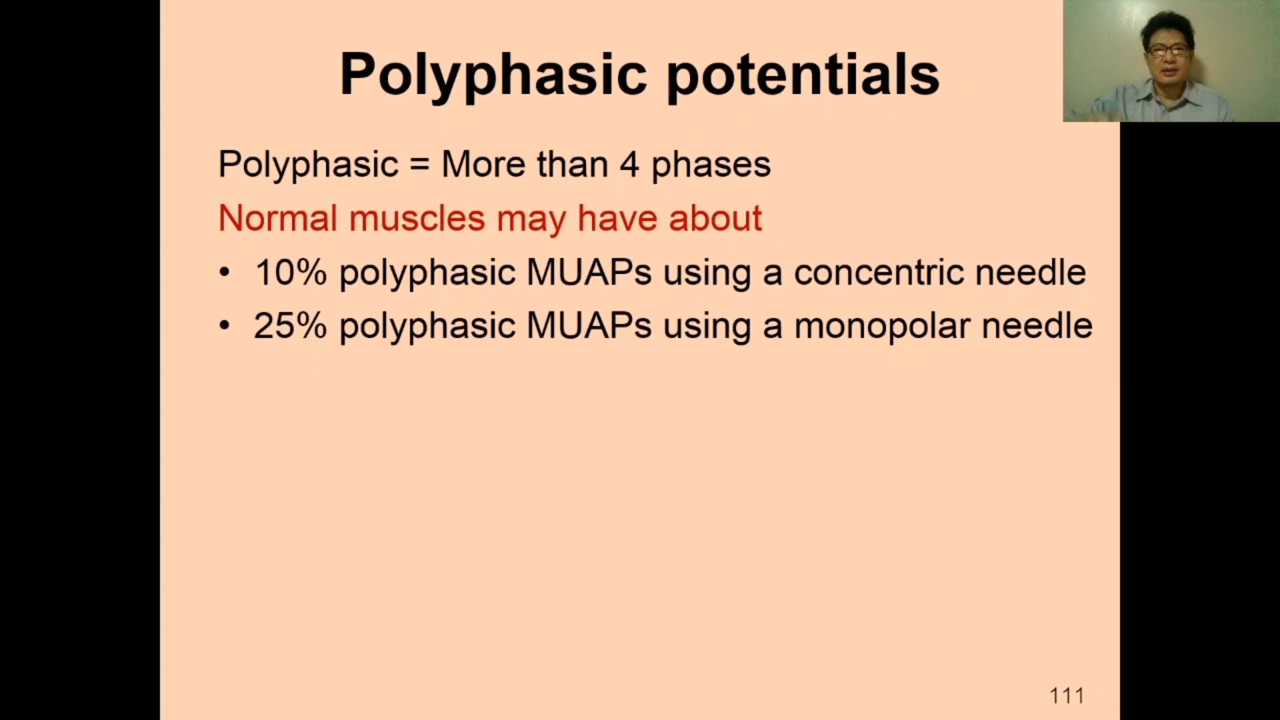 Polyphasic potentials
Polyphasic = More than 4 phases
Normal muscles may have about
• 10% polyphasic MUAPs using a concentric needle
• 25% polyphasic MUAPs using a monopolar needle
111